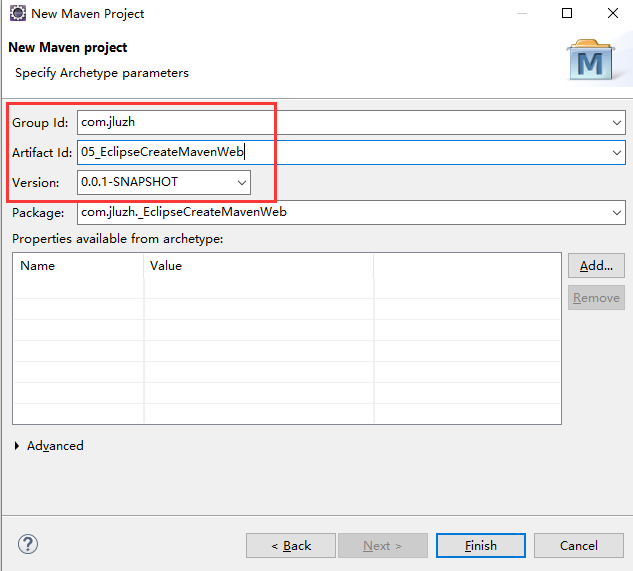 New Maven Project
New Maven project
Specify Archetype parameters
M
Group Id: com.jluzh
Artifact Id: 05_EclipseCreateMavenWeb
Version: 0.0.1-SNAPSHOT
Package: com.jluzh._EclipseCreateMavenWeb
Properties available from archetype:
Name Value
Add...
Remove
Advanced
? < Back Next > Finish Cancel